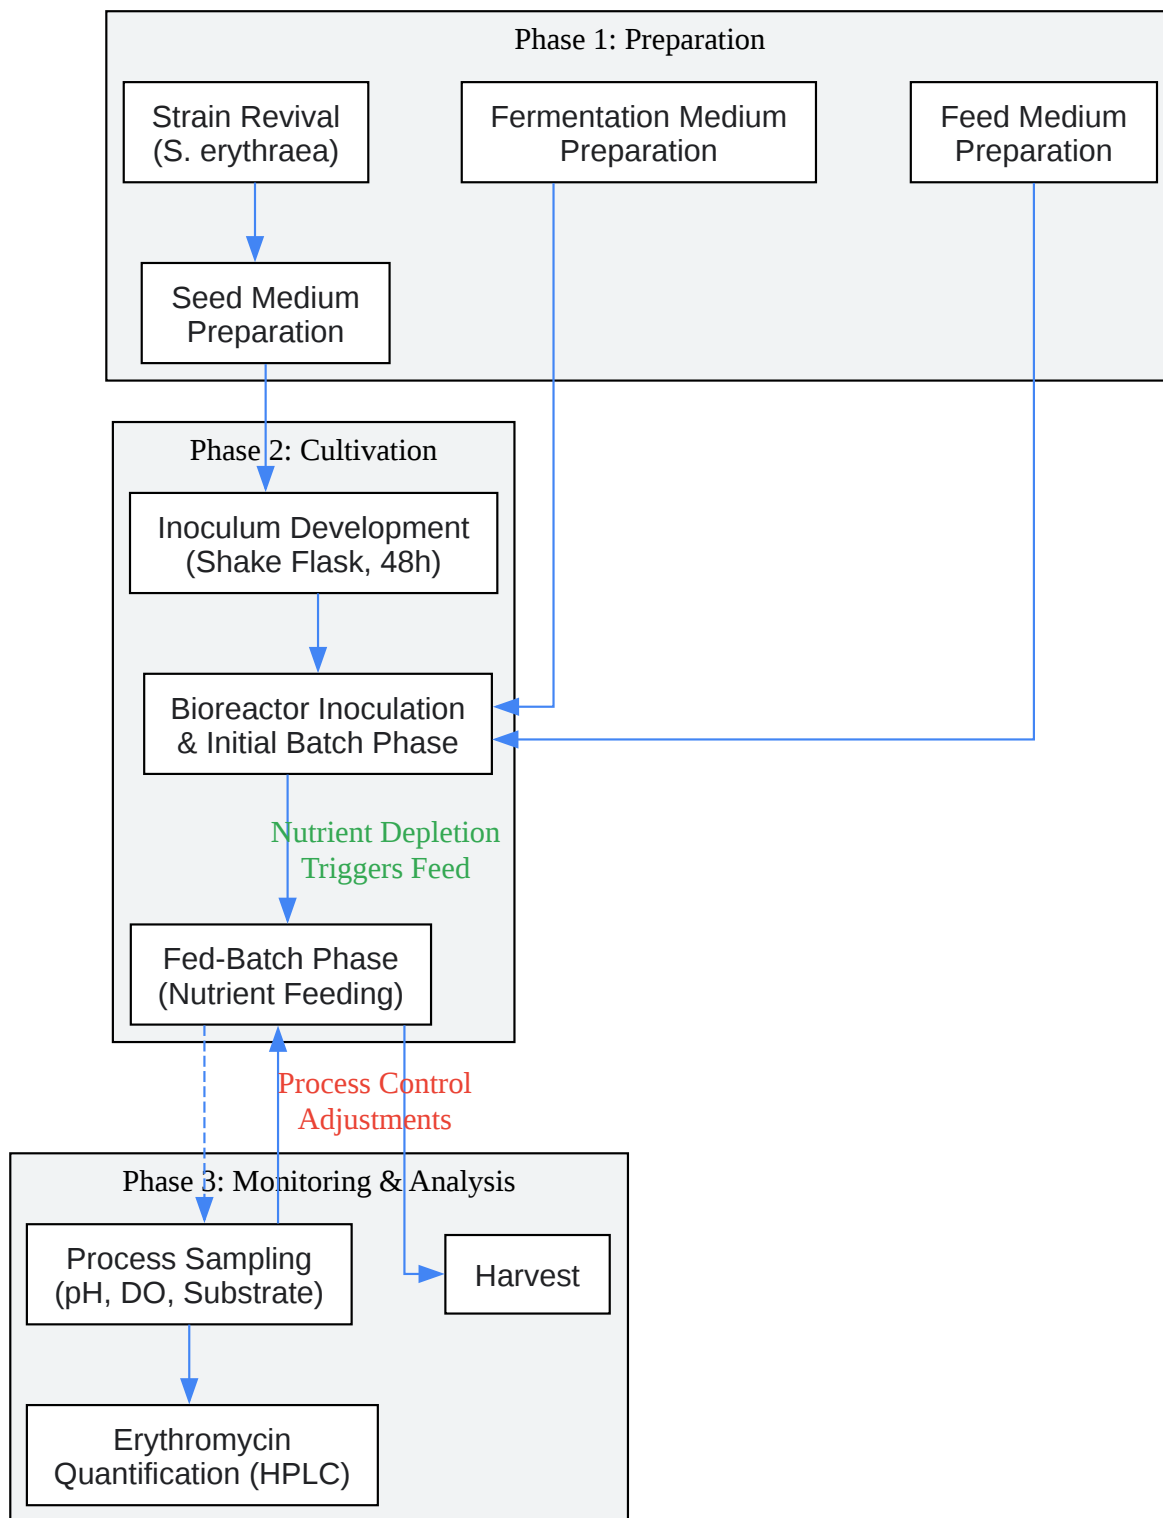 Phase 1: Preparation
Strain Revival
(S. erythraea)
Fermentation Medium
Preparation
Feed Medium
Preparation
Seed Medium
Preparation
Phase 2: Cultivation
Inoculum Development
(Shake Flask, 48h)
Bioreactor Inoculation
& Initial Batch Phase
Nutrient Depletion
Triggers Feed
Fed-Batch Phase
(Nutrient Feeding)
Process Control
Adjustments
Phase 3: Monitoring & Analysis
Process Sampling
(pH, DO, Substrate)
Harvest
Erythromycin
Quantification (HPLC)